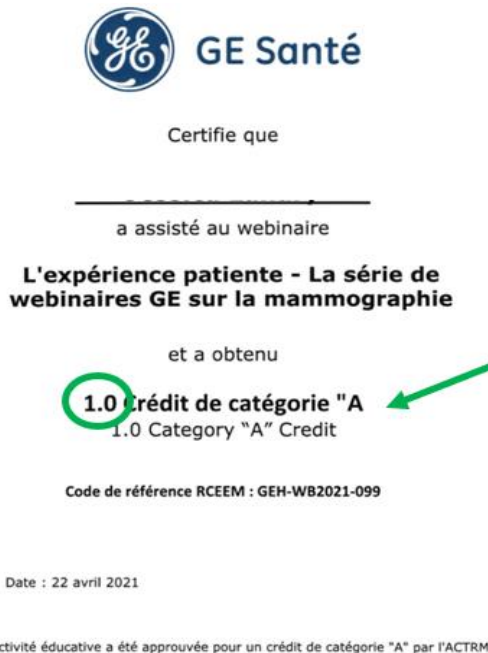 GE Santé
Certifie que
a assisté au webinaire
L'expérience patiente - La série de
webinaires GE sur la mammographie
et a obtenu
1.0 Crédit de catégorie "A
1.0 Category "A" Credit
Code de référence RCEEM : GEH-WB2021-099
Date : 22 avril 2021
activité éducative a été approuvée pour un crédit de catégorie "A" par l'ACTRM